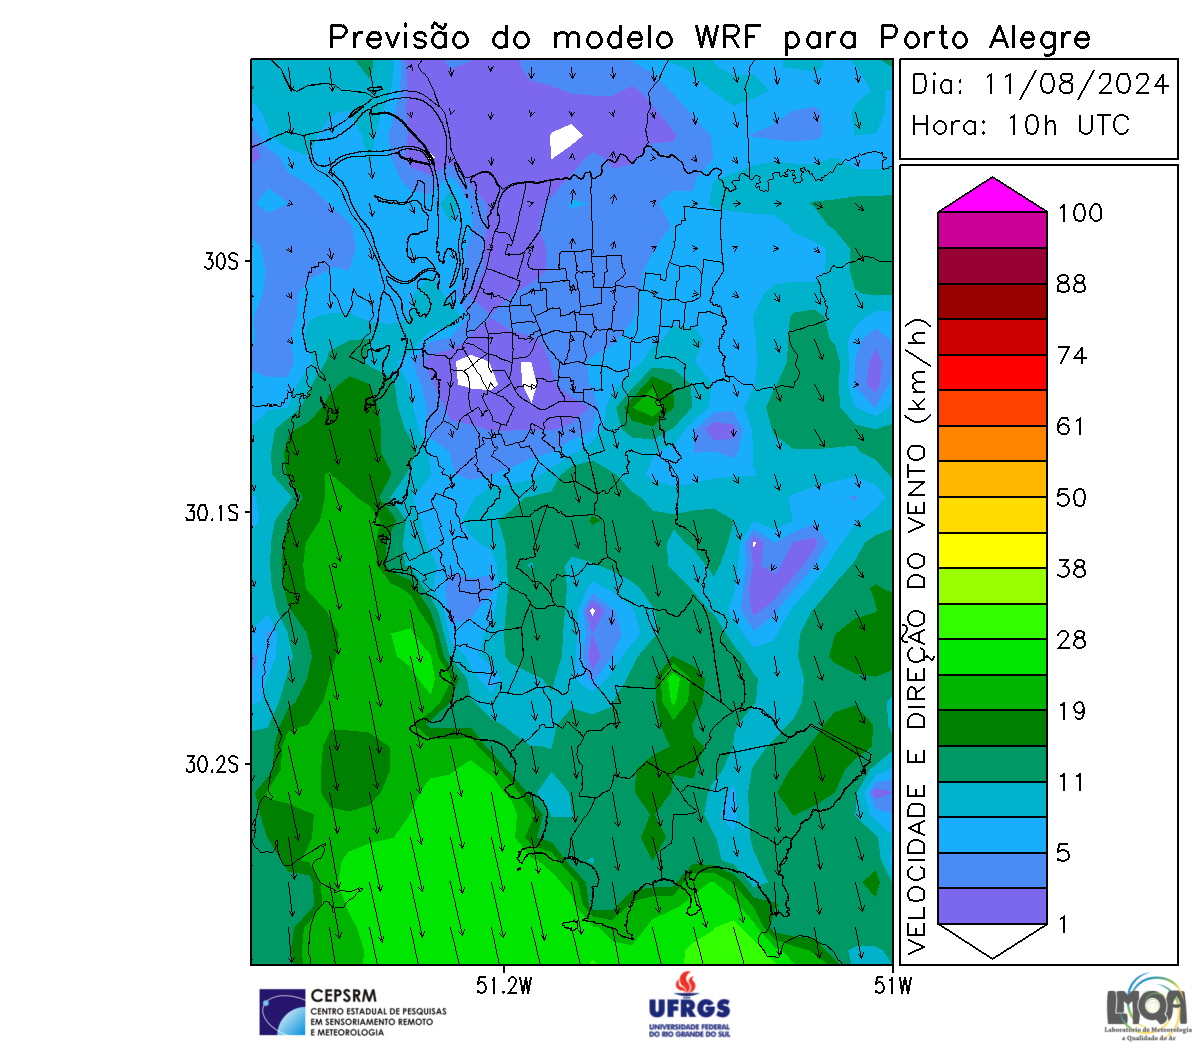 Previsão do modelo WRF para Porto Alegre
Dia: 11/08/2024
Hora: 10h UTC
100
88
74
61
50
38
28
19
11
5
1
VELOCIDADE E DIREÇÃO DO VENTO (km/h)
30S
30.1S
30.2S
51.2W
51W
CEPSRM
CENTRO ESTADUAL DE PESQUISAS
EM SENSORIAMENTO REMOTO
E METEOROLOGIA
UFRGS
UNIVERSIDADE FEDERAL
DO RIO GRANDE DO SUL
LMQA
Laboratório de Meteorologia
e Qualidade do Ar